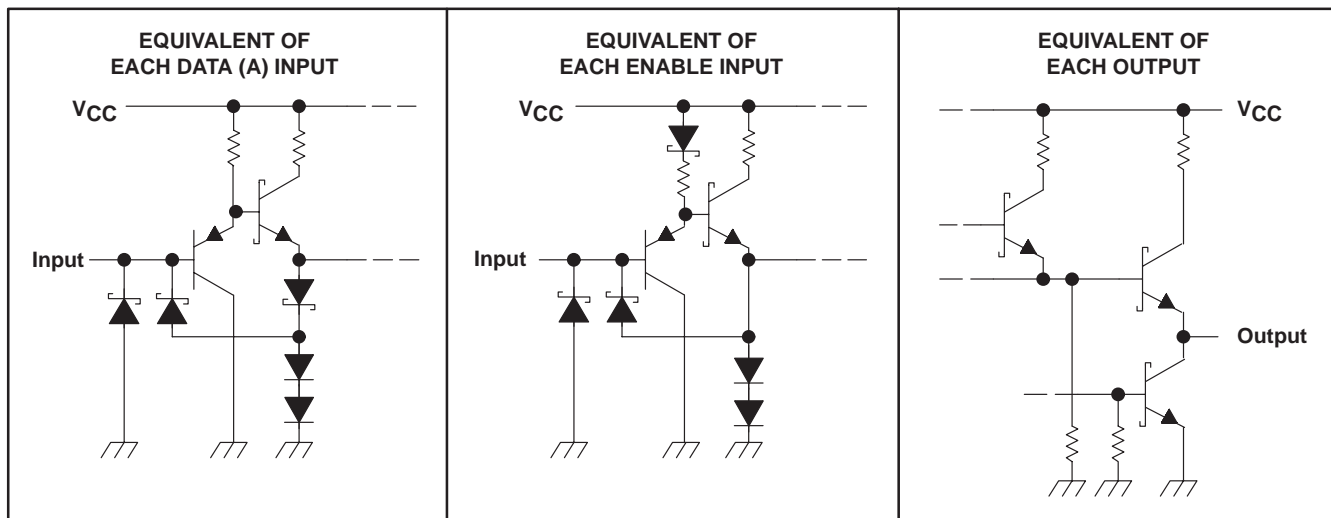 EQUIVALENT OF
EACH DATA (A) INPUT
VCC
Input
EQUIVALENT OF
EACH ENABLE INPUT
VCC
Input
EQUIVALENT OF
EACH OUTPUT
VCC
Output